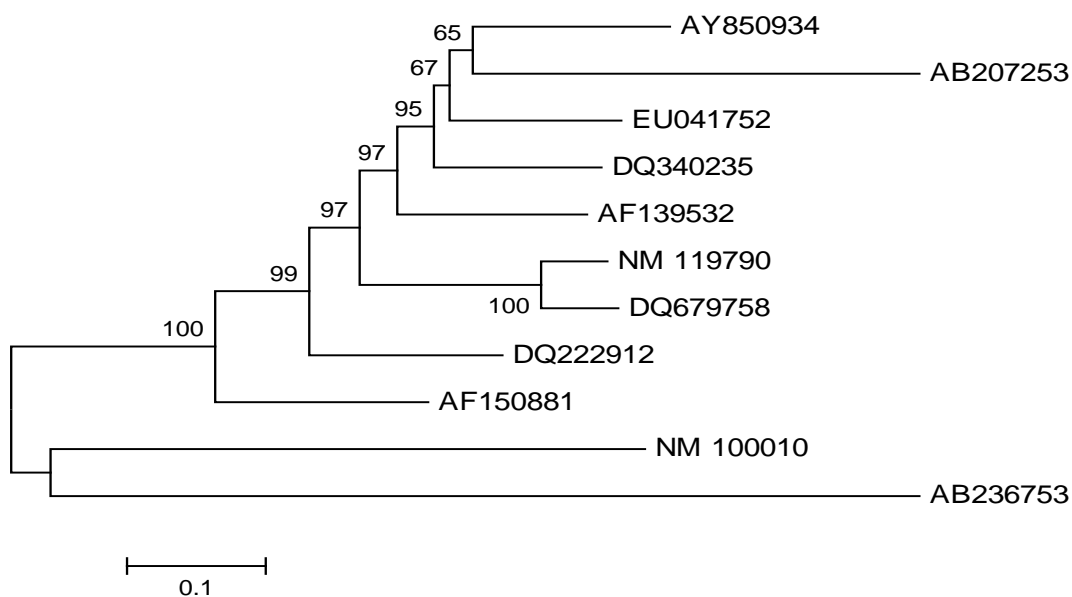 AY850934
65
AB207253
67
95
EU041752
97
DQ340235
97
AF139532
NM 119790
99
100
DQ679758
100
DQ222912
AF150881
NM 100010
AB236753
0.1